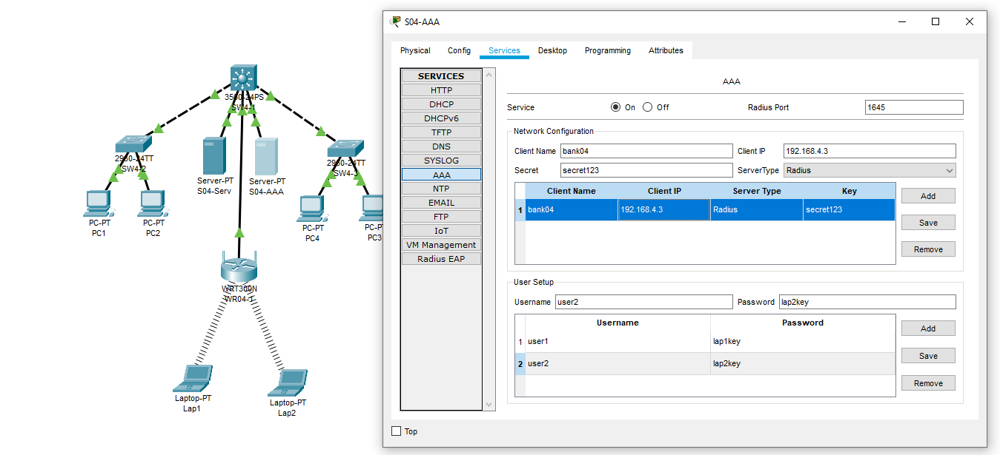 S04-AAA
Physical Config Services Desktop Programming Attributes
SERVICES
HTTP
DHCP
DHCPv6
TFTP
DNS
SYSLOG
AAA
NTP
EMAIL
FTP
IoT
VM Management
Radius EAP
AAA
Service On Off Radius Port 1645
Network Configuration
Client Name bank04 Client IP 192.168.4.3
Secret secret123 ServerType Radius
Client Name Client IP Server Type Key
1 bank04 192.168.4.3 Radius secret123
Add
Save
Remove
User Setup
Username user2 Password lap2key
Username Password
1 user1 lap1key
2 user2 lap2key
Add
Save
Remove
Top
3560-24PS
SW4-1
2960-24TT
SW4-2
Server-PT
S04-Serv
Server-PT
S04-AAA
2960-24TT
SW4-3
PC-PT
PC1
PC-PT
PC2
PC-PT
PC4
PC-PT
PC3
WRT300N
WR04-1
Laptop-PT
Lap1
Laptop-PT
Lap2